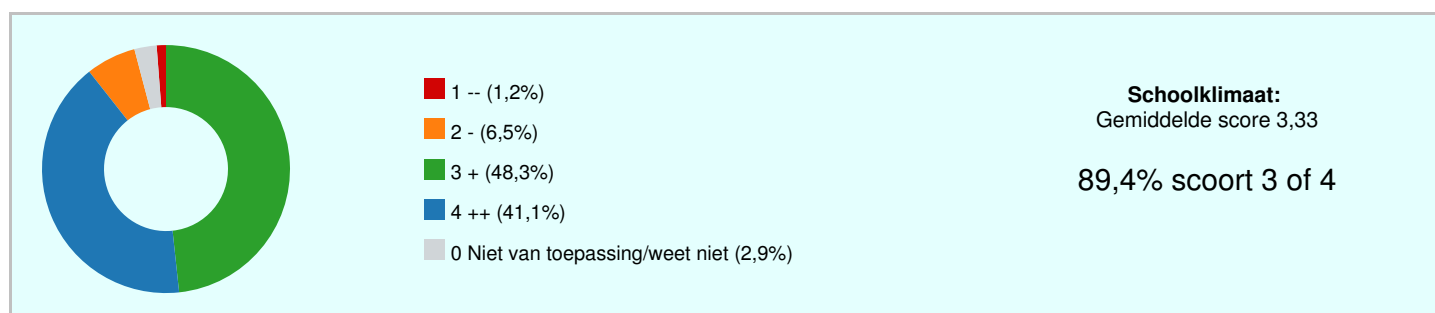 1 -- (1,2%)
2 - (6,5%)
3 + (48,3%)
4 ++ (41,1%)
0 Niet van toepassing/weet niet (2,9%)
Schoolklimaat:
Gemiddelde score 3,33
89,4% scoort 3 of 4